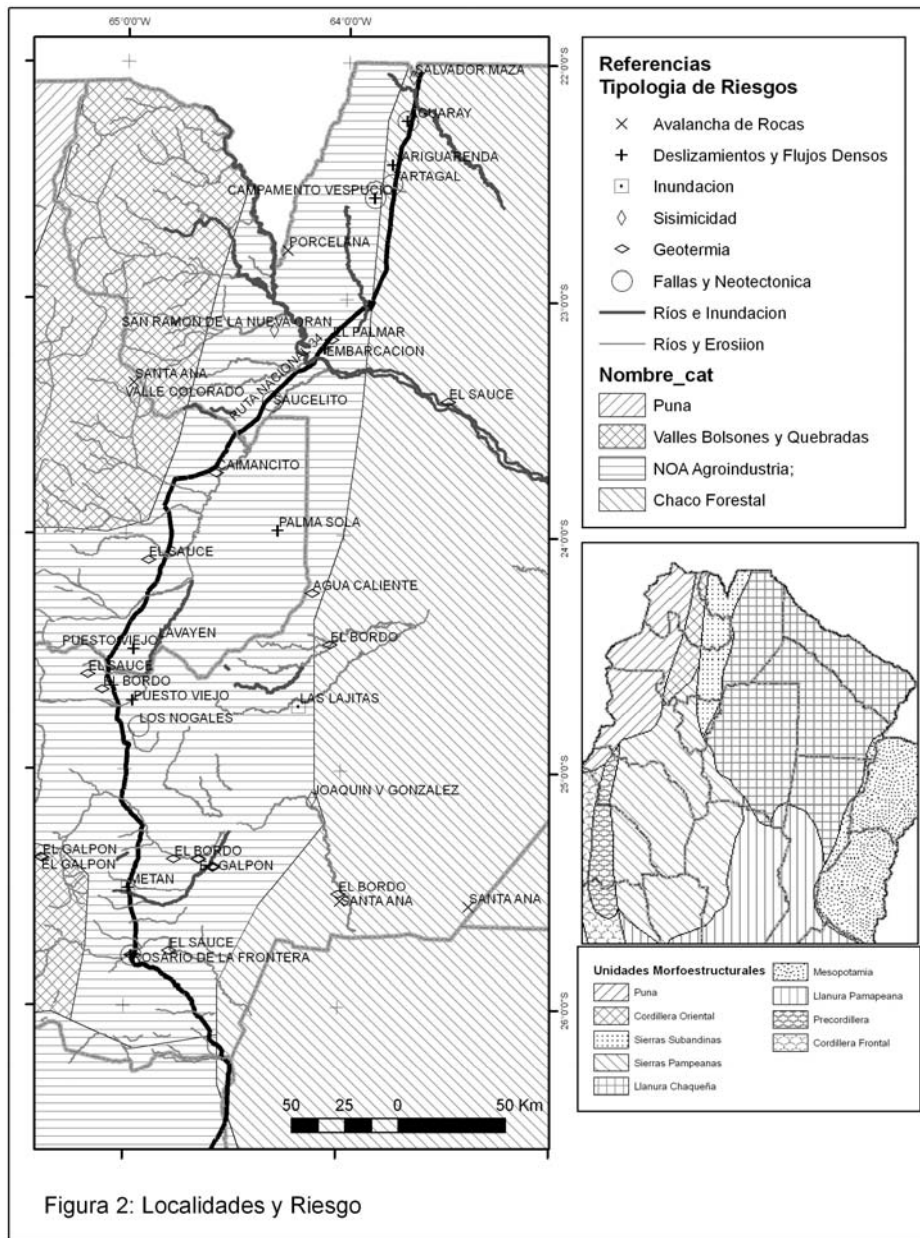 65°0'0"W
64°0'0"W
22°0'0"S
23°0'0"S
24°0'0"S
25°0'0"S
26°0'0"S
SALVADOR MAZA
AGUARAY
YARIGUARENDA
TARTAGAL
CAMPAMENTO VESPUCIO
PORCELANA
SAN RAMON DE LA NUEVA ORAN
EL PALMAR
EMBARCACION
RUTA NACIONAL 34
SANTA ANA
VALLE COLORADO
SAUCELITO
EL SAUCE
CAIMANCITO
PALMA SOLA
EL SAUCE
AGUA CALIENTE
PUESTO VIEJO
LAVAYEN
EL BORDO
EL SAUCE
EL BORDO
PUESTO VIEJO
LAS LAJITAS
LOS NOGALES
JOAQUIN V GONZALEZ
EL GALPON
EL GALPON
EL BORDO
EL GALPON
METAN
EL BORDO
SANTA ANA
SANTA ANA
EL SAUCE
ROSARIO DE LA FRONTERA
50 25 0 50 Km
Referencias
Tipologia de Riesgos
Avalancha de Rocas
Deslizamientos y Flujos Densos
Inundacion
Sisimicidad
Geotermia
Fallas y Neotectonica
Ríos e Inundacion
Ríos y Erosiion
Nombre_cat
Puna
Valles Bolsones y Quebradas
NOA Agroindustria;
Chaco Forestal
Unidades Morfoestructurales
Puna
Cordillera Oriental
Sierras Subandinas
Sierras Pampeanas
Llanura Chaqueña
Mesopotamia
Llanura Pamapeana
Precordillera
Cordillera Frontal
Figura 2: Localidades y Riesgo